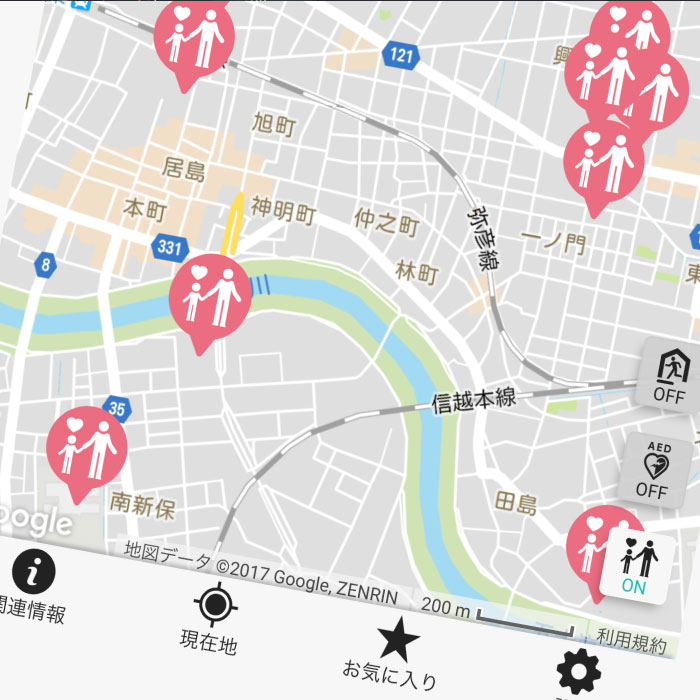 121
旭町
居島
本町
神明町
仲之町
弥彦線
一ノ門
331
林町
8
信越本線
OFF
35
AED
OFF
南新保
田島
ON
地図データ ©2017 Google, ZENRIN
200 m
利用規約
関連情報
現在地
お気に入り